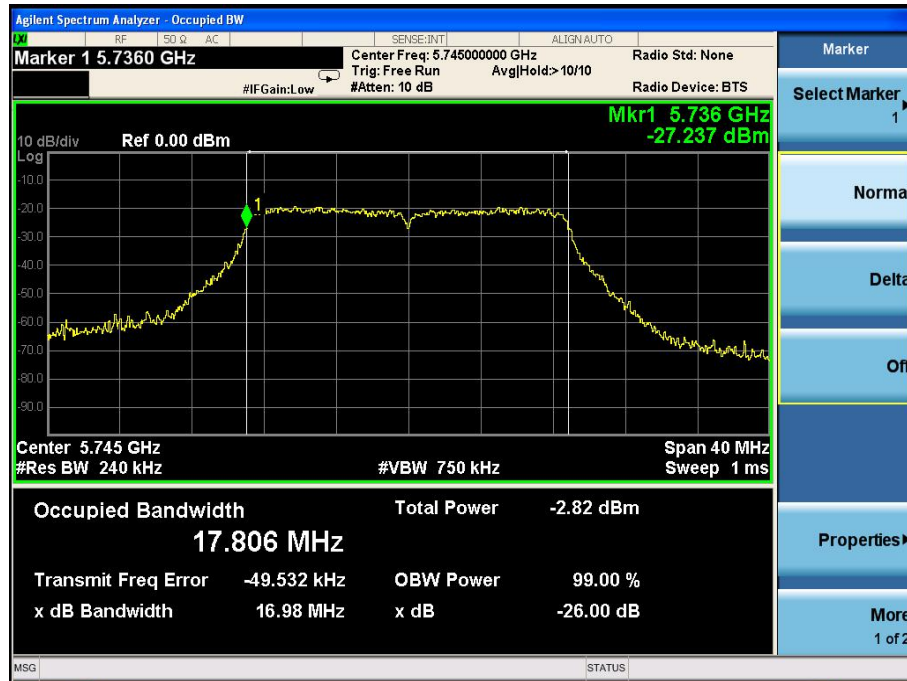 Agilent Spectrum Analyzer - Occupied BW
LXI RF 50 Ω AC SENSE:INT ALIGN AUTO
Marker 1 5.7360 GHz
Center Freq: 5.745000000 GHz
Radio Std: None
Trig: Free Run Avg|Hold:>10/10
#IFGain:Low
#Atten: 10 dB
Radio Device: BTS
Mkr1 5.736 GHz
-27.237 dBm
10 dB/div Ref 0.00 dBm
Log
-10.0
-20.0
-30.0
-40.0
-50.0
-60.0
-70.0
-80.0
-90.0
1
Center 5.745 GHz Span 40 MHz
#Res BW 240 kHz #VBW 750 kHz Sweep 1 ms
Occupied Bandwidth
17.806 MHz
Total Power -2.82 dBm
Transmit Freq Error -49.532 kHz
OBW Power 99.00 %
x dB Bandwidth 16.98 MHz
x dB -26.00 dB
MSG STATUS
Marker
Select Marker
1
Norma
Delta
Off
Properties
More
1 of 2